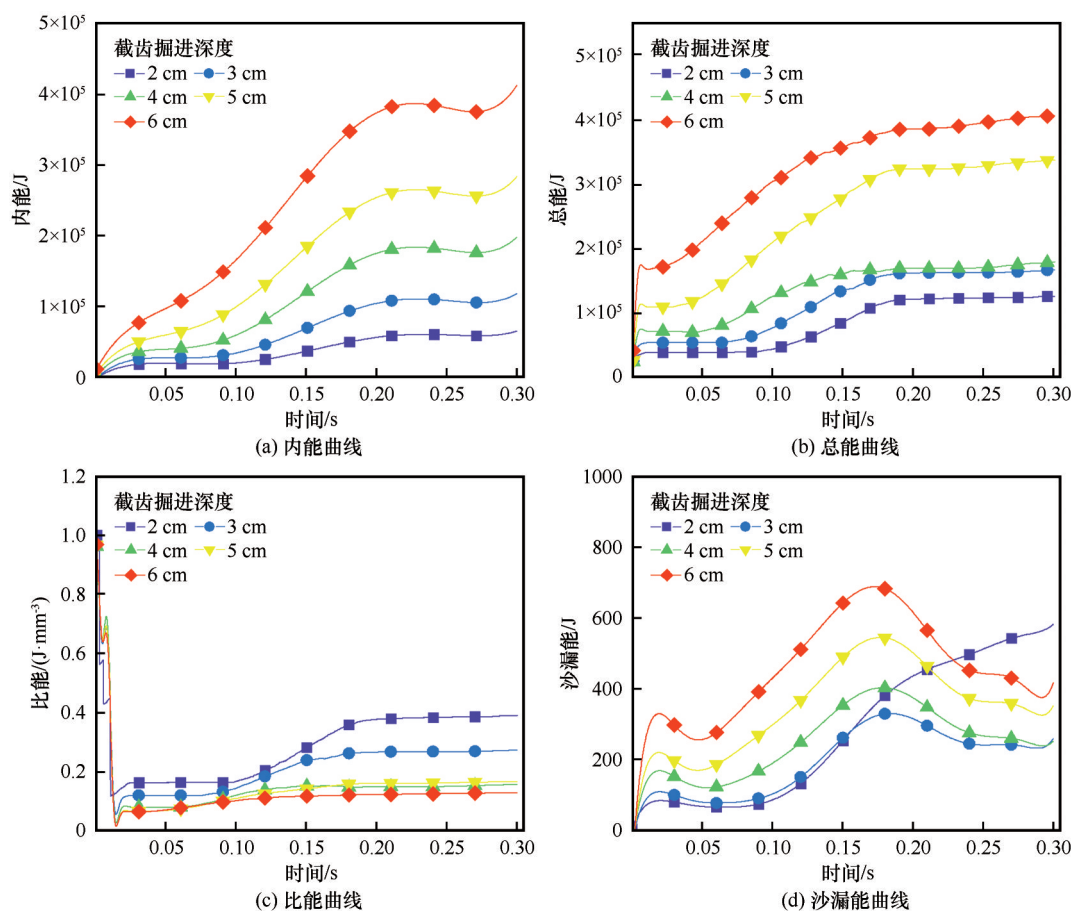 5×10⁵
4×10⁵
3×10⁵
2×10⁵
1×10⁵
0
内能/J
截齿掘进深度
2 cm 3 cm
4 cm 5 cm
6 cm
0.05 0.10 0.15 0.20 0.25 0.30
时间/s
(a) 内能曲线
5×10⁵
4×10⁵
3×10⁵
2×10⁵
1×10⁵
0
总能/J
截齿掘进深度
2 cm 3 cm
4 cm 5 cm
6 cm
0.05 0.10 0.15 0.20 0.25 0.30
时间/s
(b) 总能曲线
1.2
1.0
0.8
0.6
0.4
0.2
0
比能/(J·mm⁻³)
截齿掘进深度
2 cm 3 cm
4 cm 5 cm
6 cm
0.05 0.10 0.15 0.20 0.25 0.30
时间/s
(c) 比能曲线
1000
800
600
400
200
0
沙漏能/J
截齿掘进深度
2 cm 3 cm
4 cm 5 cm
6 cm
0.05 0.10 0.15 0.20 0.25 0.30
时间/s
(d) 沙漏能曲线